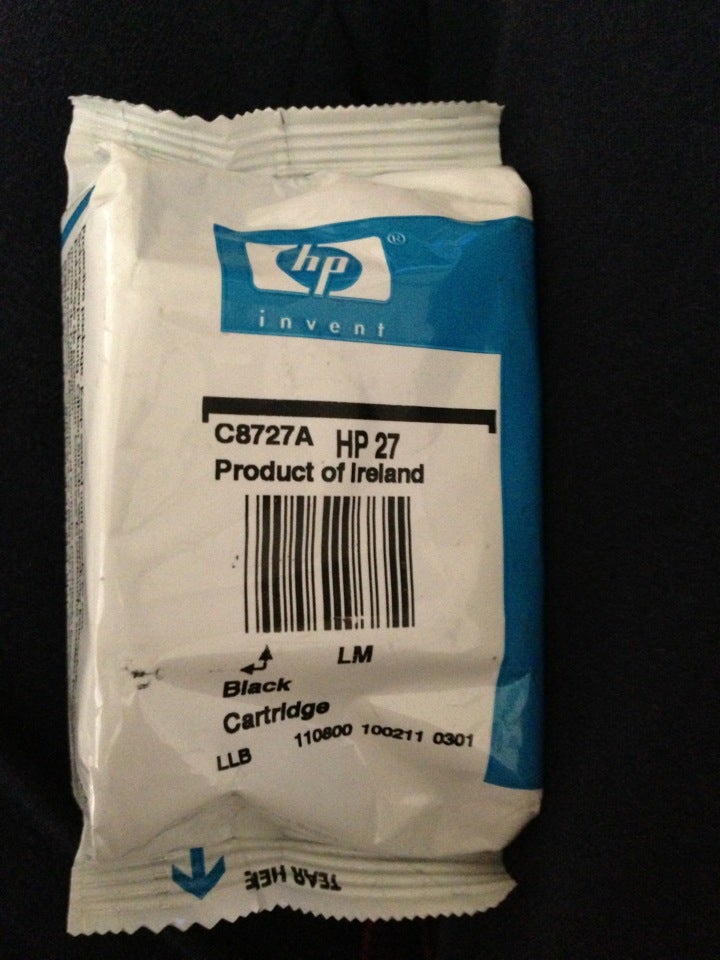 hp ®
invent
C8727A HP 27
Product of Ireland
LM
Black
Cartridge
LLB 110800 100211 0301
TEAR HERE